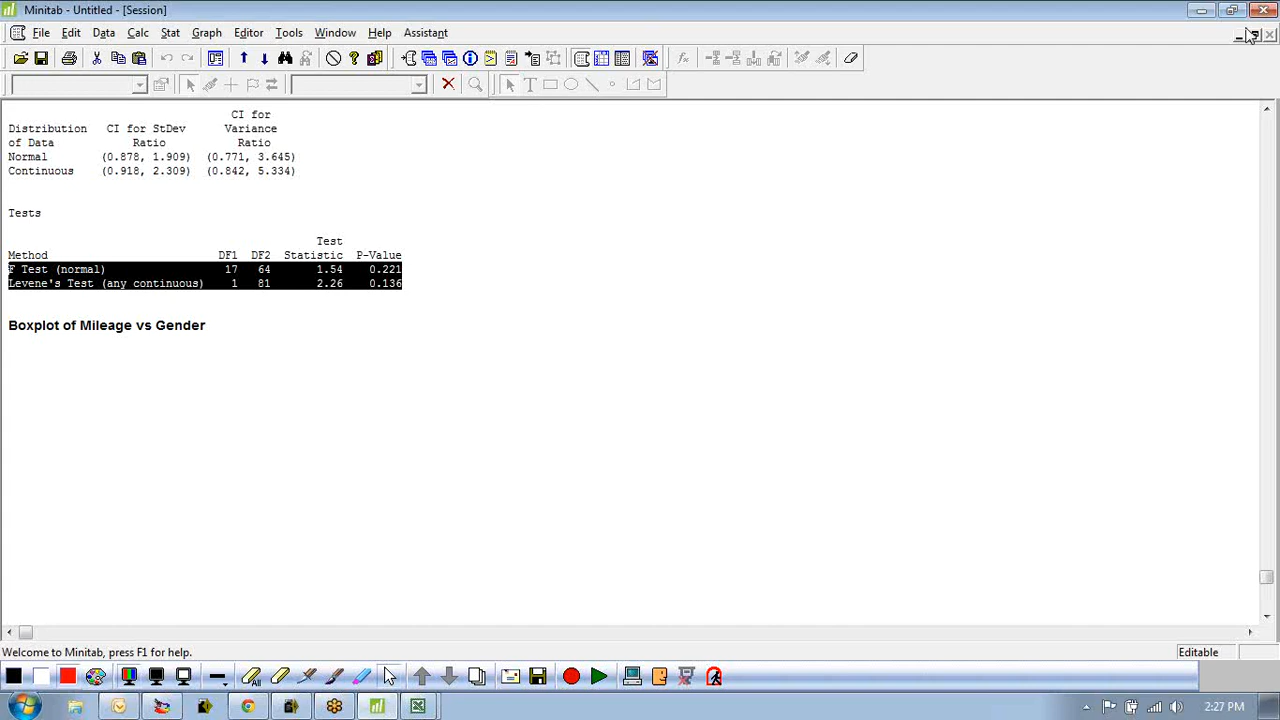 Minitab - Untitled - [Session]
File Edit Data Calc Stat Graph Editor Tools Window Help Assistant
CI for
Distribution CI for StDev Variance
of Data Ratio Ratio
Normal (0.878, 1.909) (0.771, 3.645)
Continuous (0.918, 2.309) (0.842, 5.334)
Tests
Test
Method DF1 DF2 Statistic P-Value
F Test (normal) 17 64 1.54 0.221
Levene's Test (any continuous) 1 81 2.26 0.136
Boxplot of Mileage vs Gender
Welcome to Minitab, press F1 for help. Editable
2:27 PM